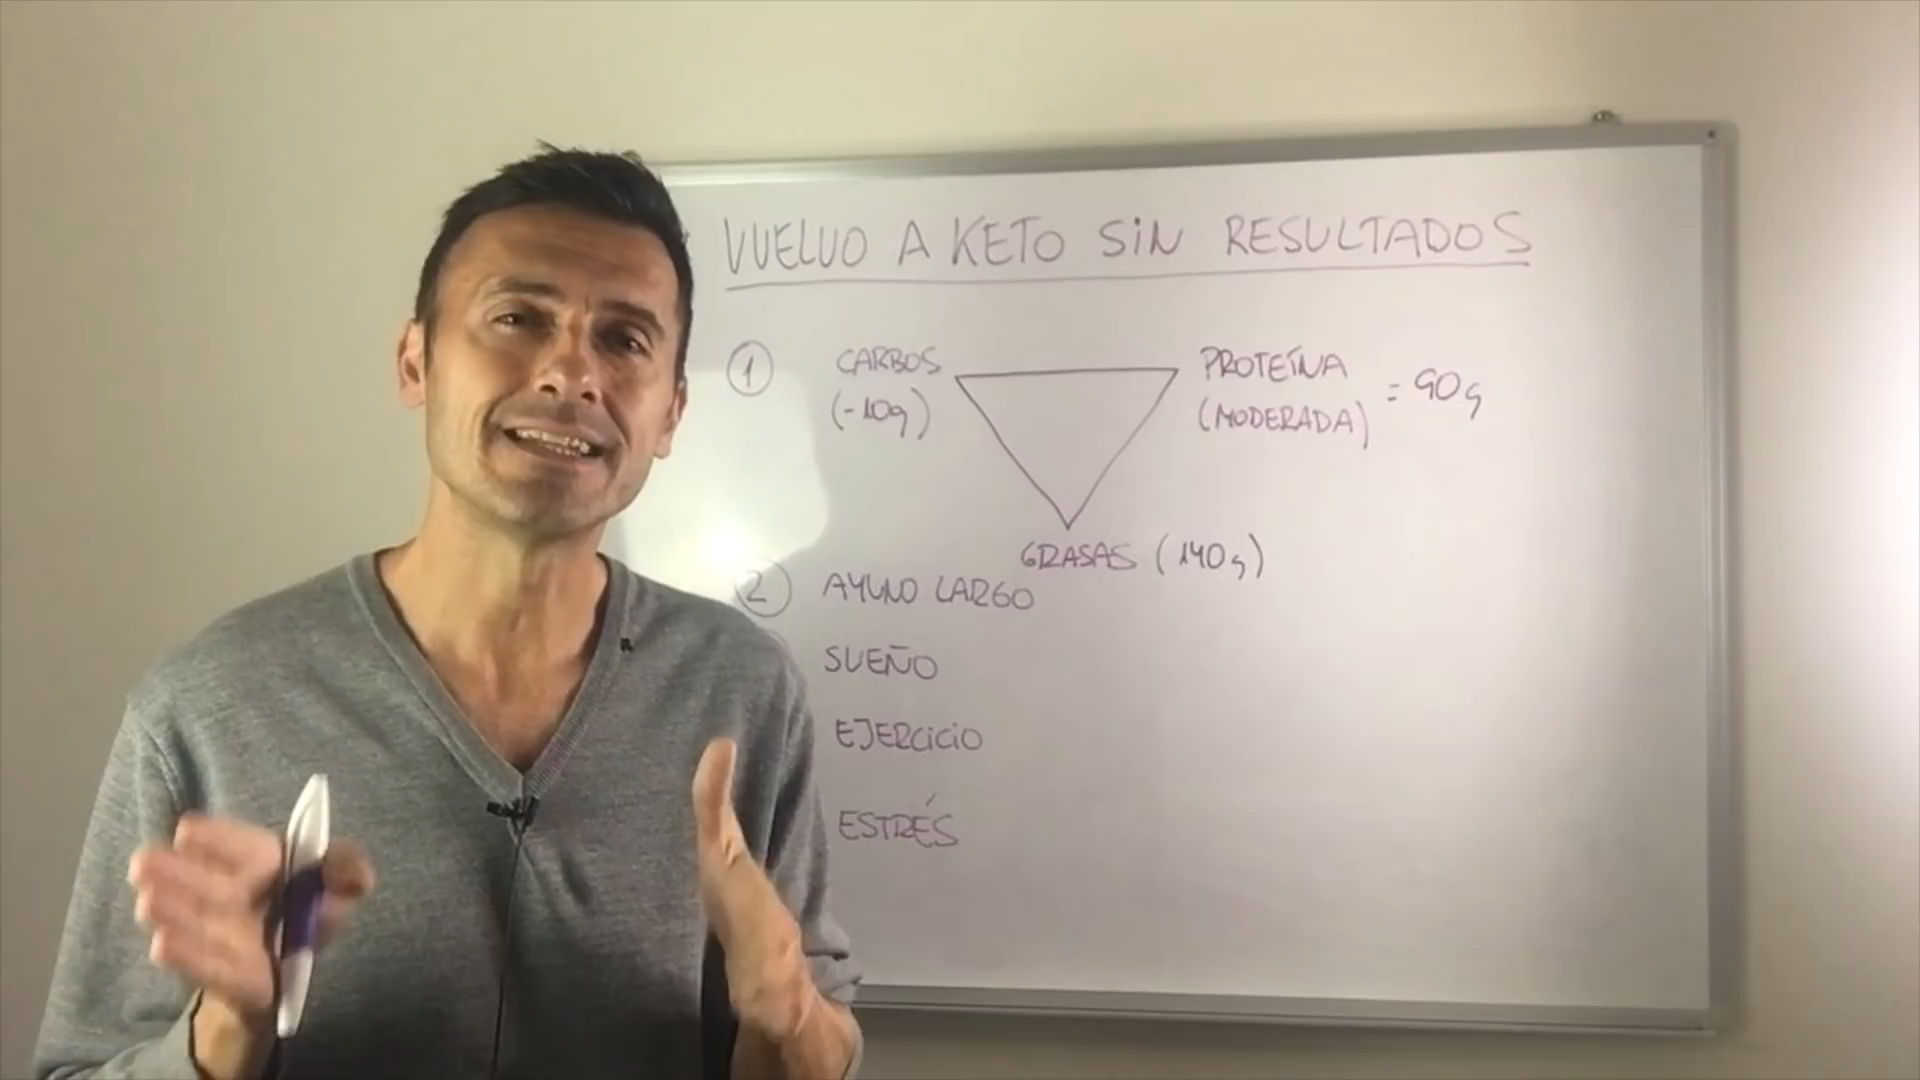 VUELVO A KETO SIN RESULTADOS
1 CARBOS PROTEÍNA
(-10g) (MODERADA) = 90g
GRASAS (140g)
2 AYUNO LARGO
SUEÑO
EJERCICIO
ESTRÉS